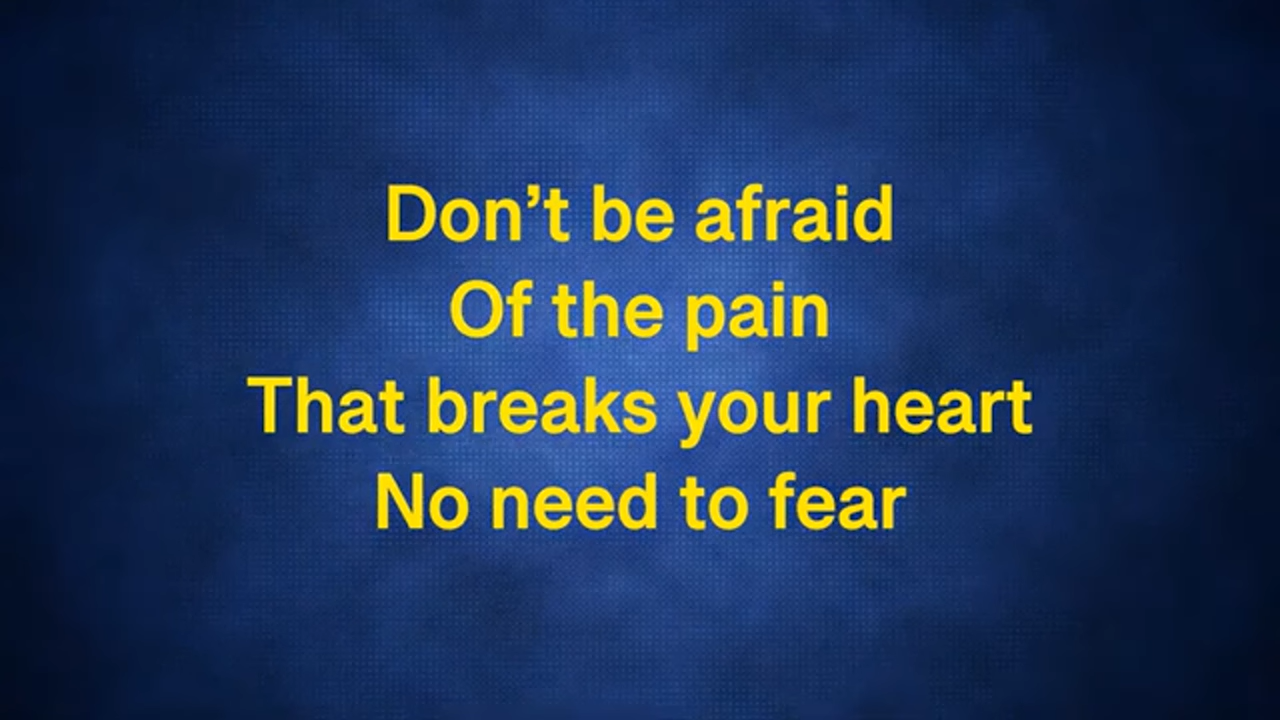 Don’t be afraid
Of the pain
That breaks your heart
No need to fear